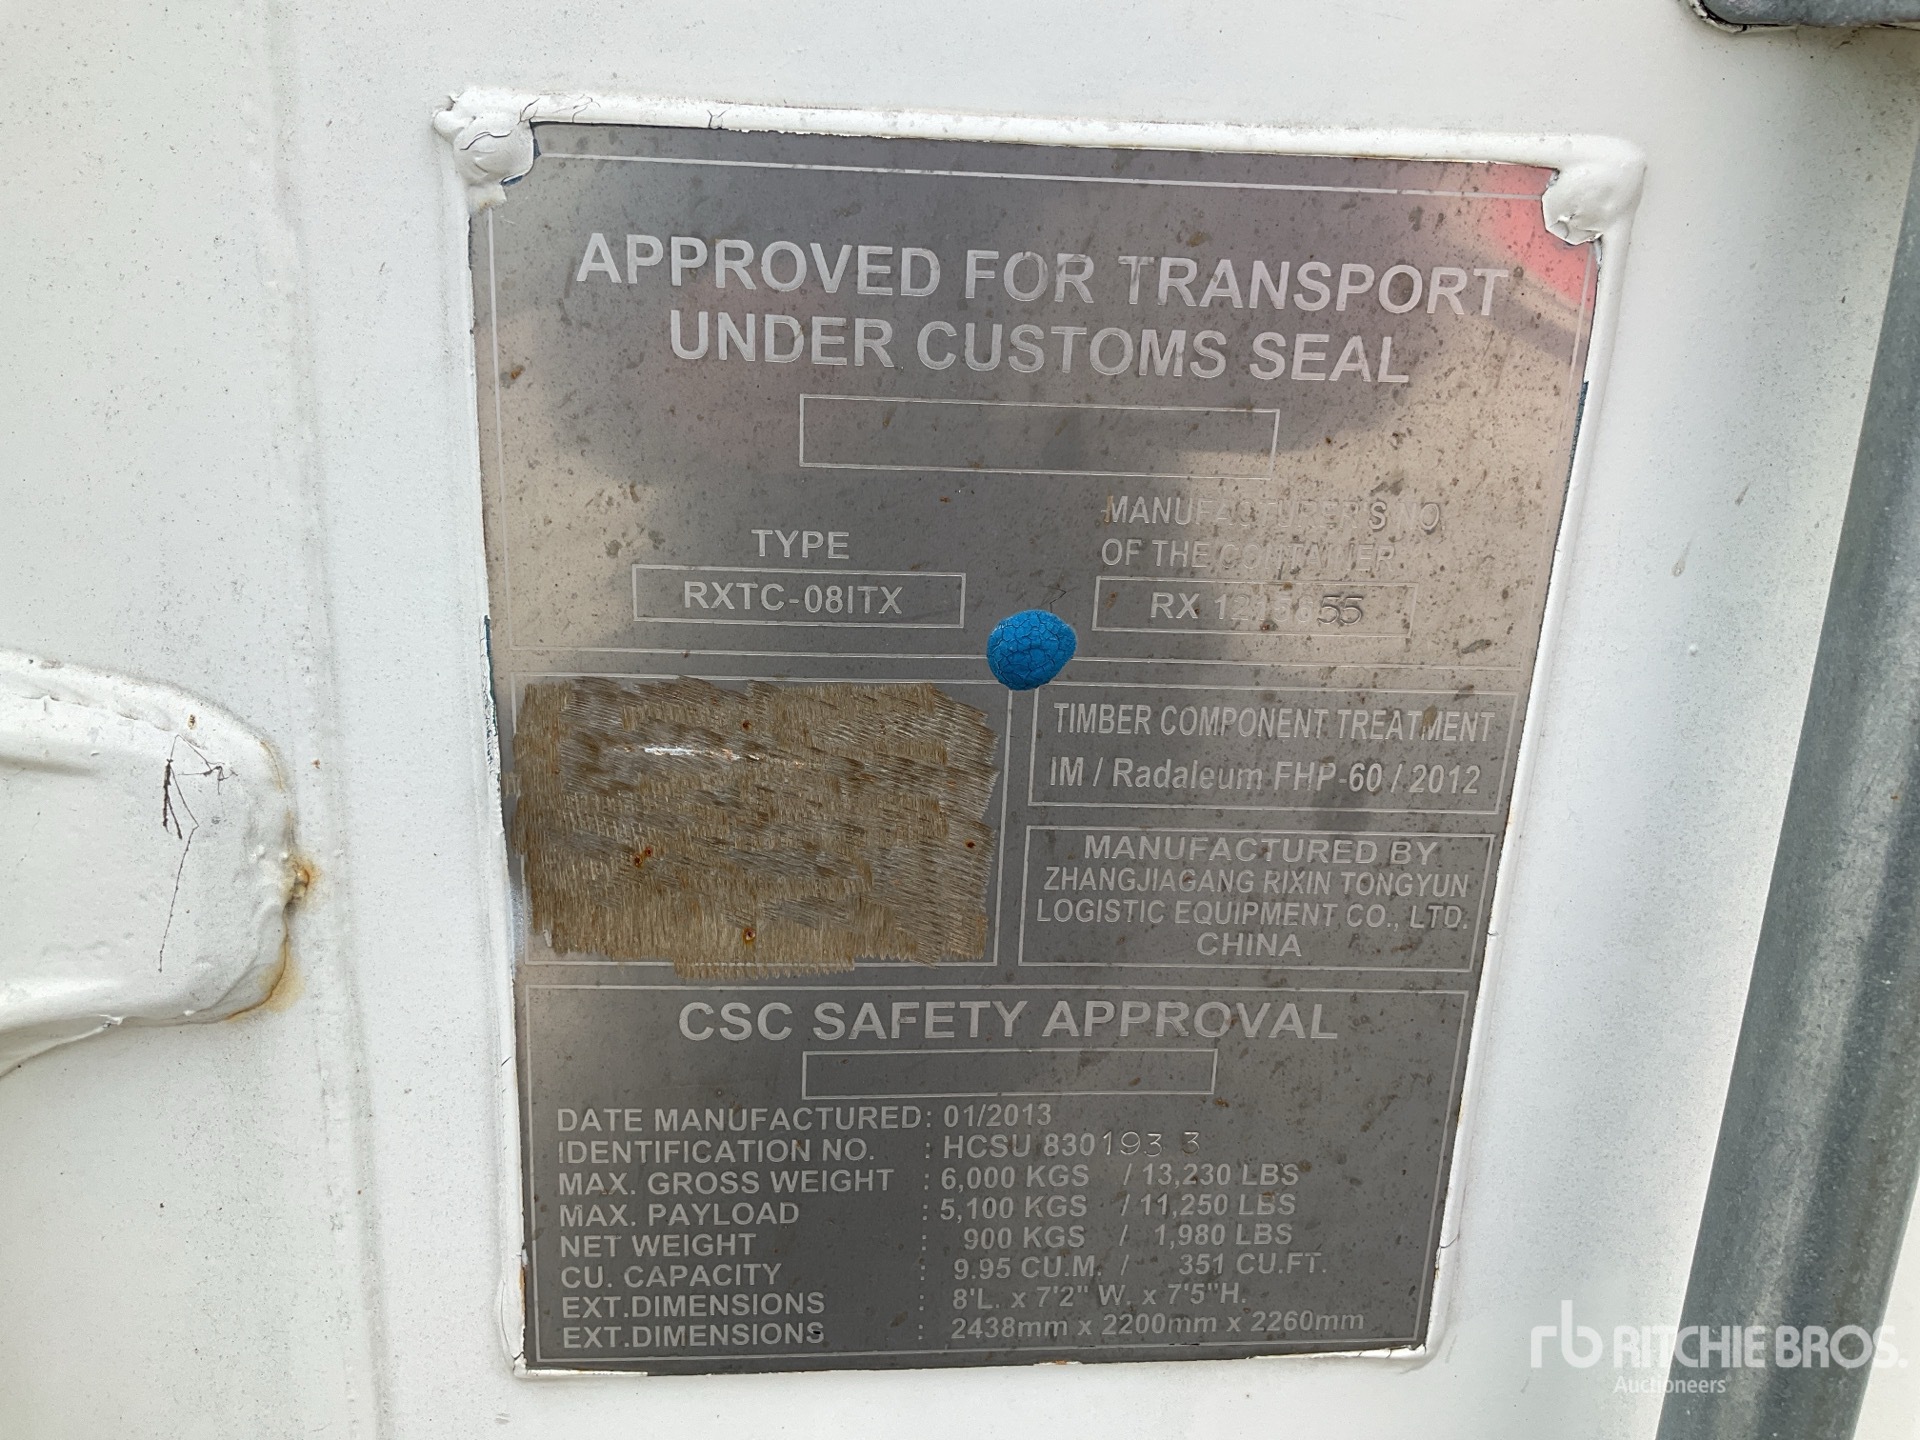 APPROVED FOR TRANSPORT
UNDER CUSTOMS SEAL
TYPE
RXTC-08ITX
MANUFACTURER'S NO.
OF THE CONTAINER
RX
TIMBER COMPONENT TREATMENT
IM / Radaleum FHP-60 / 2012
MANUFACTURED BY
ZHANGJIAGANG RIXIN TONGYUN
LOGISTIC EQUIPMENT CO., LTD.
CHINA
CSC SAFETY APPROVAL
DATE MANUFACTURED: 01/2013
IDENTIFICATION NO. : HCSU 830193 3
MAX. GROSS WEIGHT : 6,000 KGS / 13,230 LBS
MAX. PAYLOAD : 5,100 KGS / 11,250 LBS
NET WEIGHT : 900 KGS / 1,980 LBS
CU. CAPACITY : 9.95 CU.M. / 351 CU.FT.
EXT.DIMENSIONS : 8'L. x 7'2" W. x 7'5"H.
EXT.DIMENSIONS : 2438mm x 2200mm x 2260mm
rb RITCHIE BROS.
Auctioneers